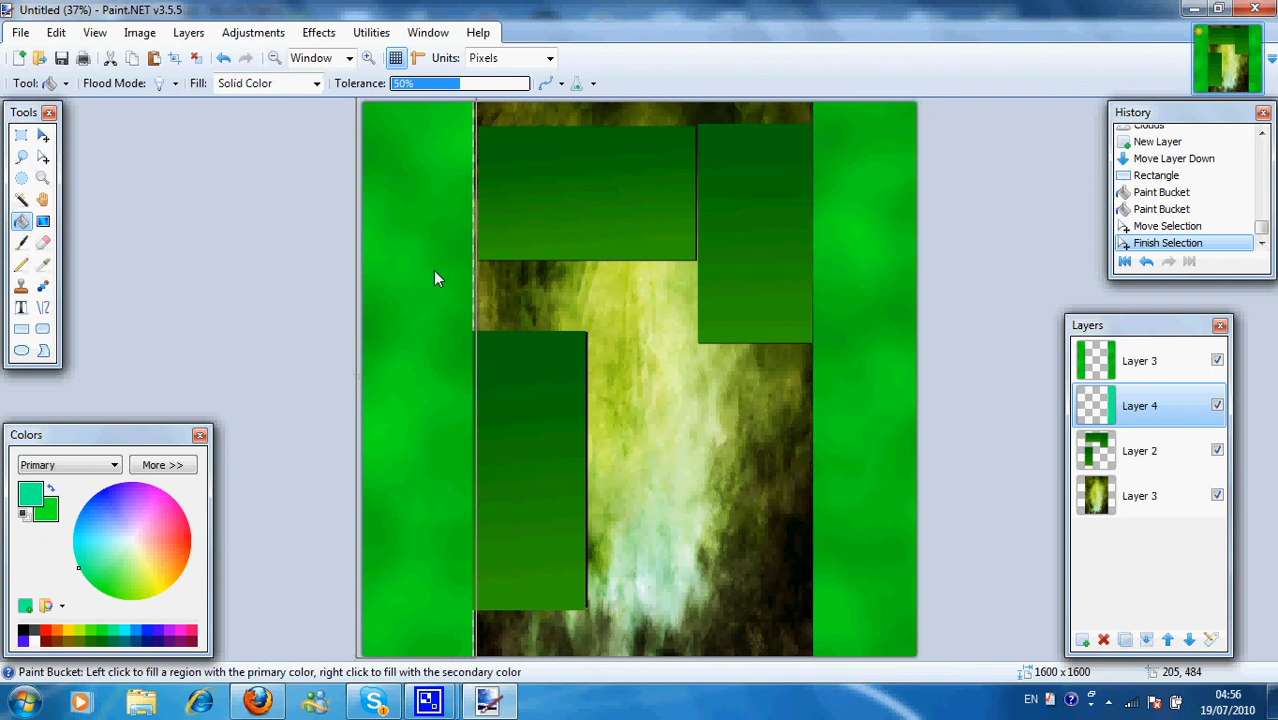 Untitled (37%) - Paint.NET v3.5.5
File Edit View Image Layers Adjustments Effects Utilities Window Help
Window Units: Pixels
Tool: Flood Mode: Fill: Solid Color Tolerance: 50%
Tools
History
Clouds
New Layer
Move Layer Down
Rectangle
Paint Bucket
Paint Bucket
Move Selection
Finish Selection
Layers
Layer 3
Layer 4
Layer 2
Layer 3
Colors
Primary More >>
Paint Bucket: Left click to fill a region with the primary color, right click to fill with the secondary color 1600 x 1600 205, 484
EN 04:56
19/07/2010